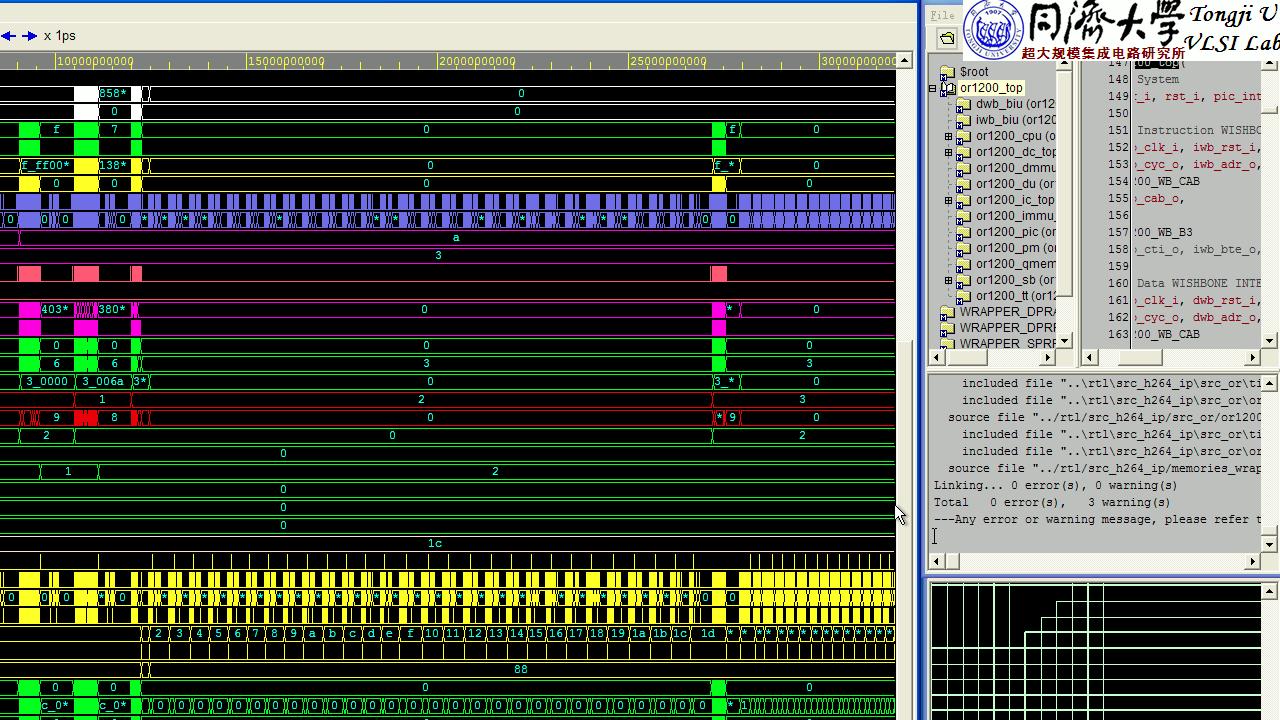 x 1ps
10000000000
15000000000
20000000000
25000000000
30000000000
858* 0
0 0
f 7 0 f 0
f_ff00* 138* 0 f_* 0
0 0 0 0
a
3
403* 380* 0 * 0
0 0 0 0
6 6 3 3
3_0000 3_006a 3* 0 3_* 0
1 2 3
9 8 0 * 9 0
2 0 2
0
1 2
0
0
0
1c
2 3 4 5 6 7 8 9 a b c d e f 10 11 12 13 14 15 16 17 18 19 1a 1b 1c 1d
88
0 0 0 0
c_0* c_0*
File
同濟大學
Tongji U
VLSI Lab
超大规模集成电路研究所
$root
or1200_top
dwb_biu (or12
iwb_biu (or120
or1200_cpu (o
or1200_dc_top
or1200_dmmu
or1200_du (or
or1200_ic_top
or1200_immu_
or1200_pic (or
or1200_pm (or
or1200_qmem
or1200_sb (or
or1200_tt (or12
WRAPPER_DPRA
WRAPPER_DPRF
WRAPPER_SPRF
147 00_top(
148 System
149 _i, rst_i, pic_int
150
151 Instruction WISHBO
152 _clk_i, iwb_rst_i,
153 _cyc_o, iwb_adr_o,
154 00_WB_CAB
155 _cab_o,
156
157 00_WB_B3
158 _cti_o, iwb_bte_o,
159
160 Data WISHBONE INTE
161 _clk_i, dwb_rst_i,
162 _cyc_o, dwb_adr_o,
163 00_WB_CAB
included file "..\rtl\src_h264_ip\src_or\ti
included file "..\rtl\src_h264_ip\src_or\or
source file "../rtl/src_h264_ip/src_or/or1200
included file "..\rtl\src_h264_ip\src_or\ti
included file "..\rtl\src_h264_ip\src_or\or
source file "../rtl/src_h264_ip/memories_wrap
Linking... 0 error(s), 0 warning(s)
Total 0 error(s), 3 warning(s)
---Any error or warning message, please refer t